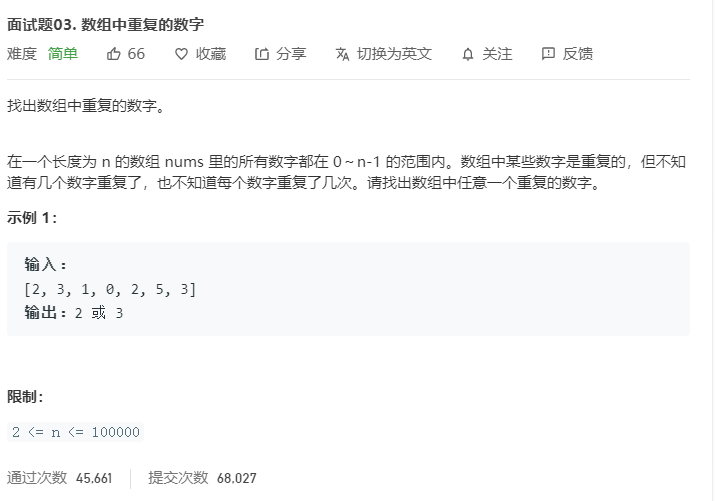 面试题03. 数组中重复的数字
难度 简单 66 收藏 分享 切换为英文 关注 反馈
找出数组中重复的数字。
在一个长度为 n 的数组 nums 里的所有数字都在 0～n-1 的范围内。数组中某些数字是重复的，但不知
道有几个数字重复了，也不知道每个数字重复了几次。请找出数组中任意一个重复的数字。
示例 1：
输入：
[2, 3, 1, 0, 2, 5, 3]
输出：2 或 3
限制：
2 <= n <= 100000
通过次数 45,661 提交次数 68,027